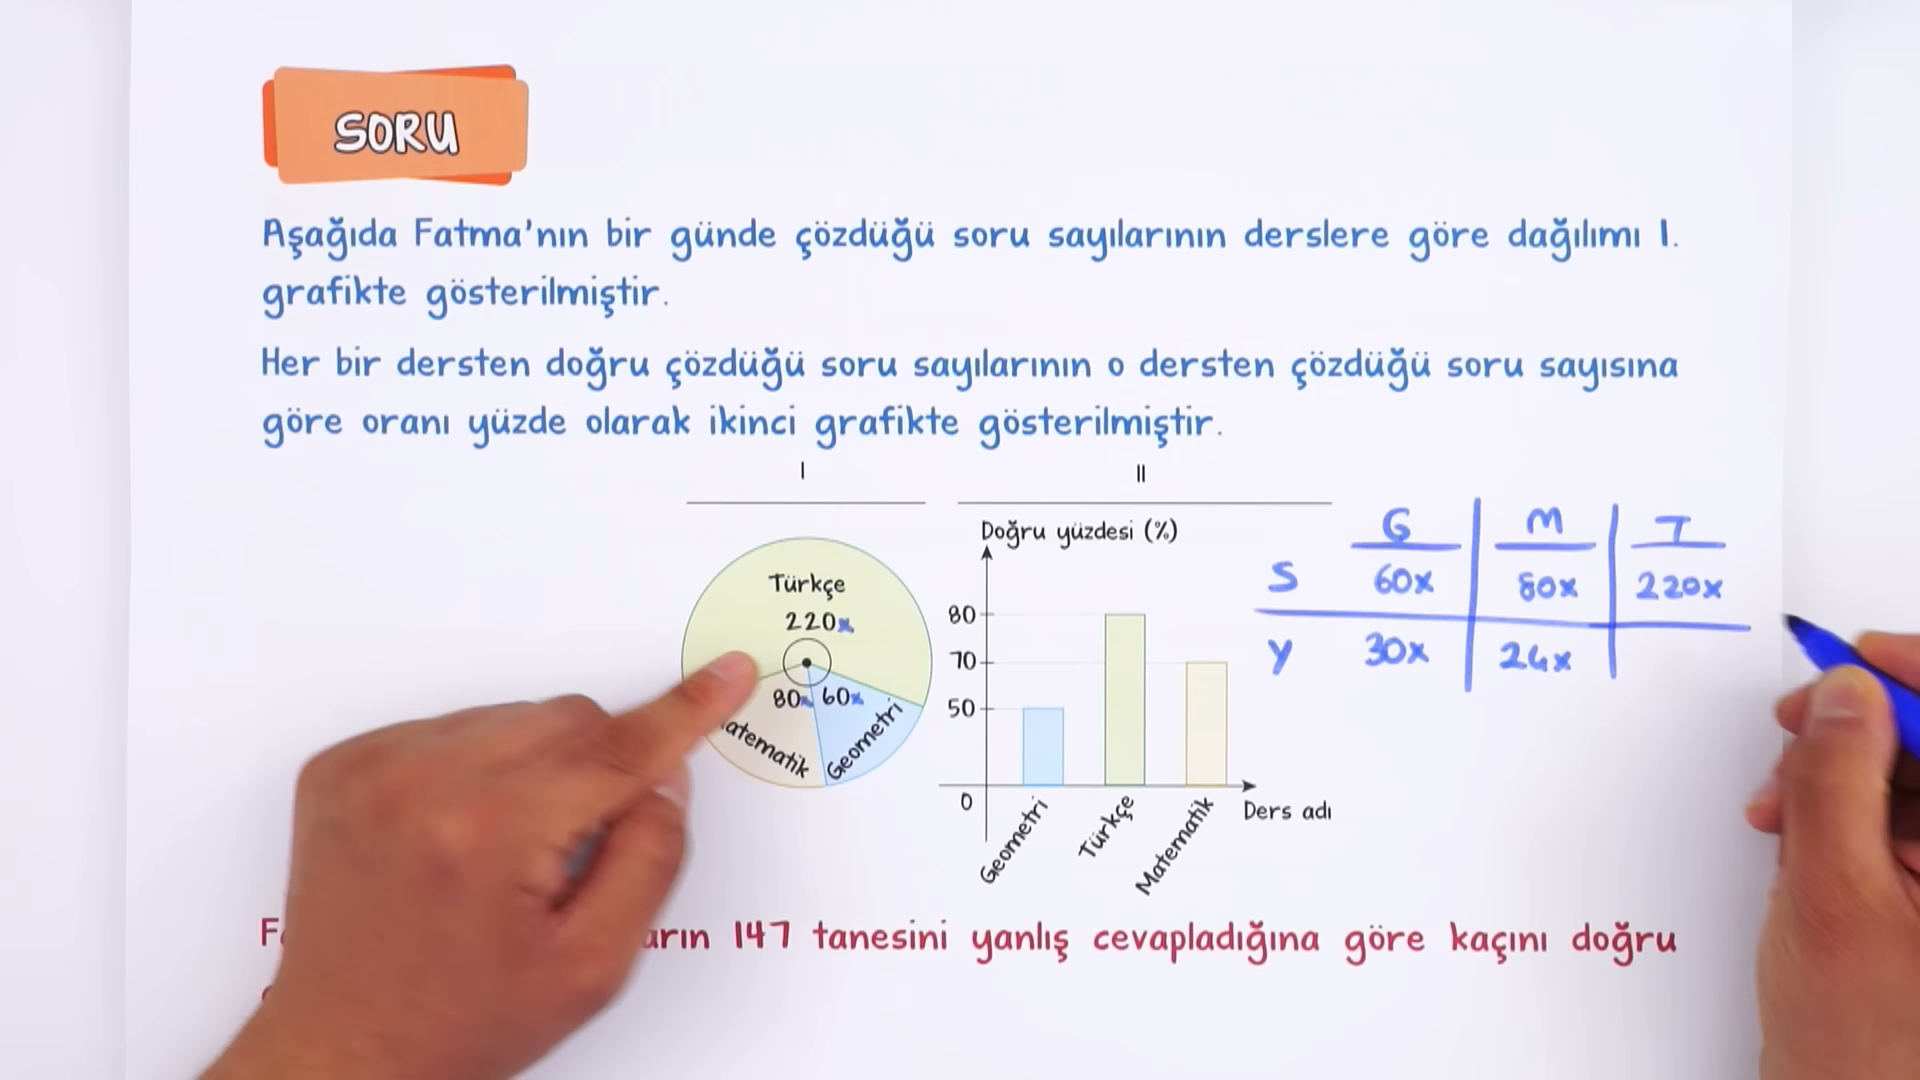 SORU
Aşağıda Fatma'nın bir günde çözdüğü soru sayılarının derslere göre dağılımı I.
grafikte gösterilmiştir.
Her bir dersten doğru çözdüğü soru sayılarının o dersten çözdüğü soru sayısına
göre oranı yüzde olarak ikinci grafikte gösterilmiştir.
I
Türkçe
220x
80x 60x
Geometri
II
Doğru yüzdesi (%)
80
70
50
0
Geometri
Türkçe
Matematik
Ders adı
G M T
S 60x 80x 220x
Y 30x 24x
147 tanesini yanlış cevapladığına göre kaçını doğru